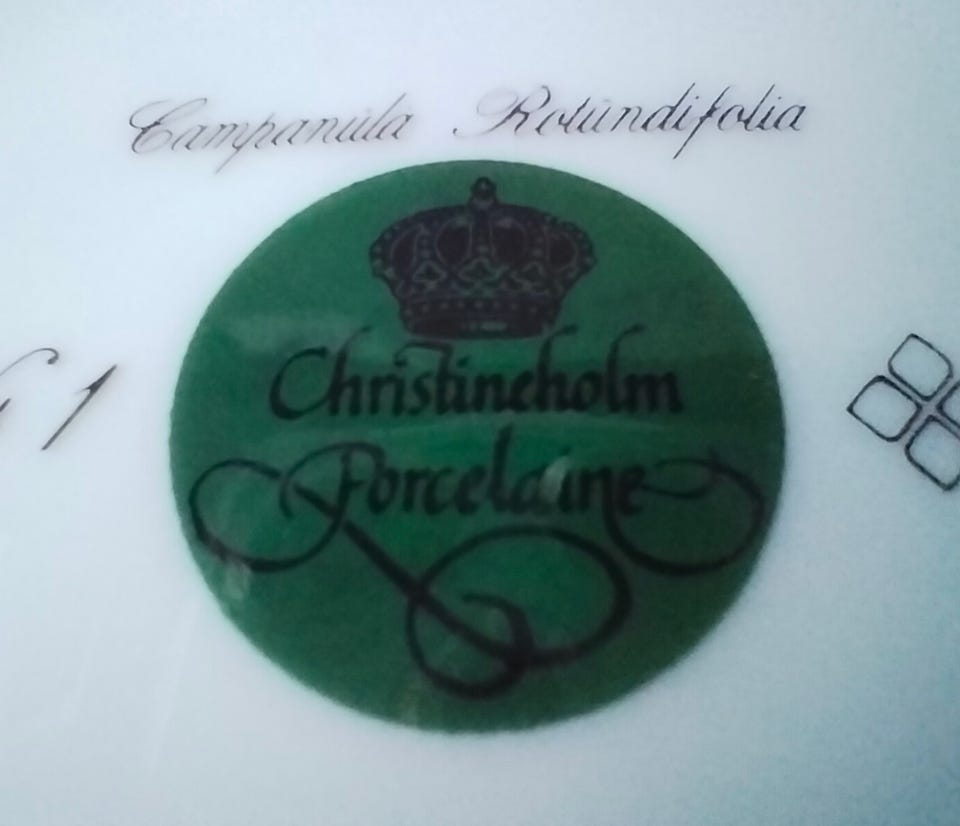 Campanula Rotundifolia
Christineholm
Porcelaine